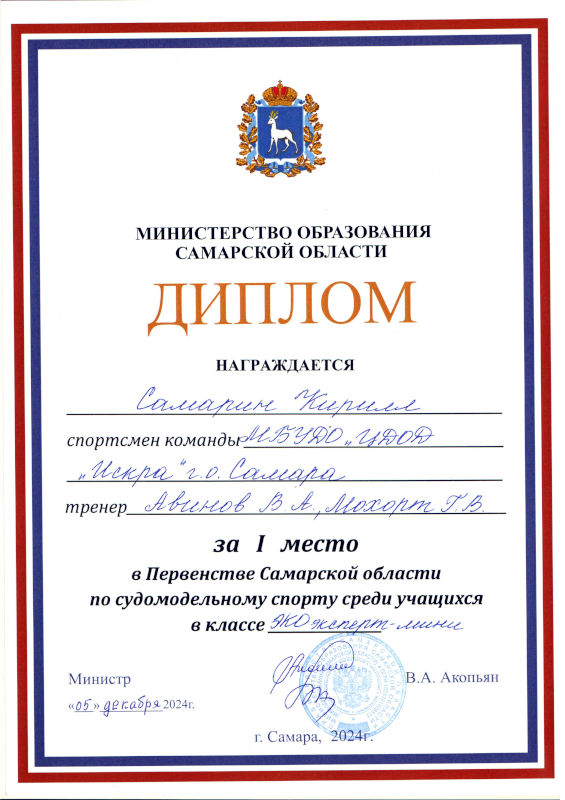 МИНИСТЕРСТВО ОБРАЗОВАНИЯ
САМАРСКОЙ ОБЛАСТИ
ДИПЛОМ
НАГРАЖДАЕТСЯ
Самарин Кирилл
спортсмен команды МБУДО „ЦДОД
„Искра“ г.о. Самара
тренер Авинов В.А., Мохорт Г.В.
за I место
в Первенстве Самарской области
по судомодельному спорту среди учащихся
в классе ЭКО эксперт-мини
Министр В.А. Акопьян
«05» декабря 2024г.
г. Самара, 2024г.